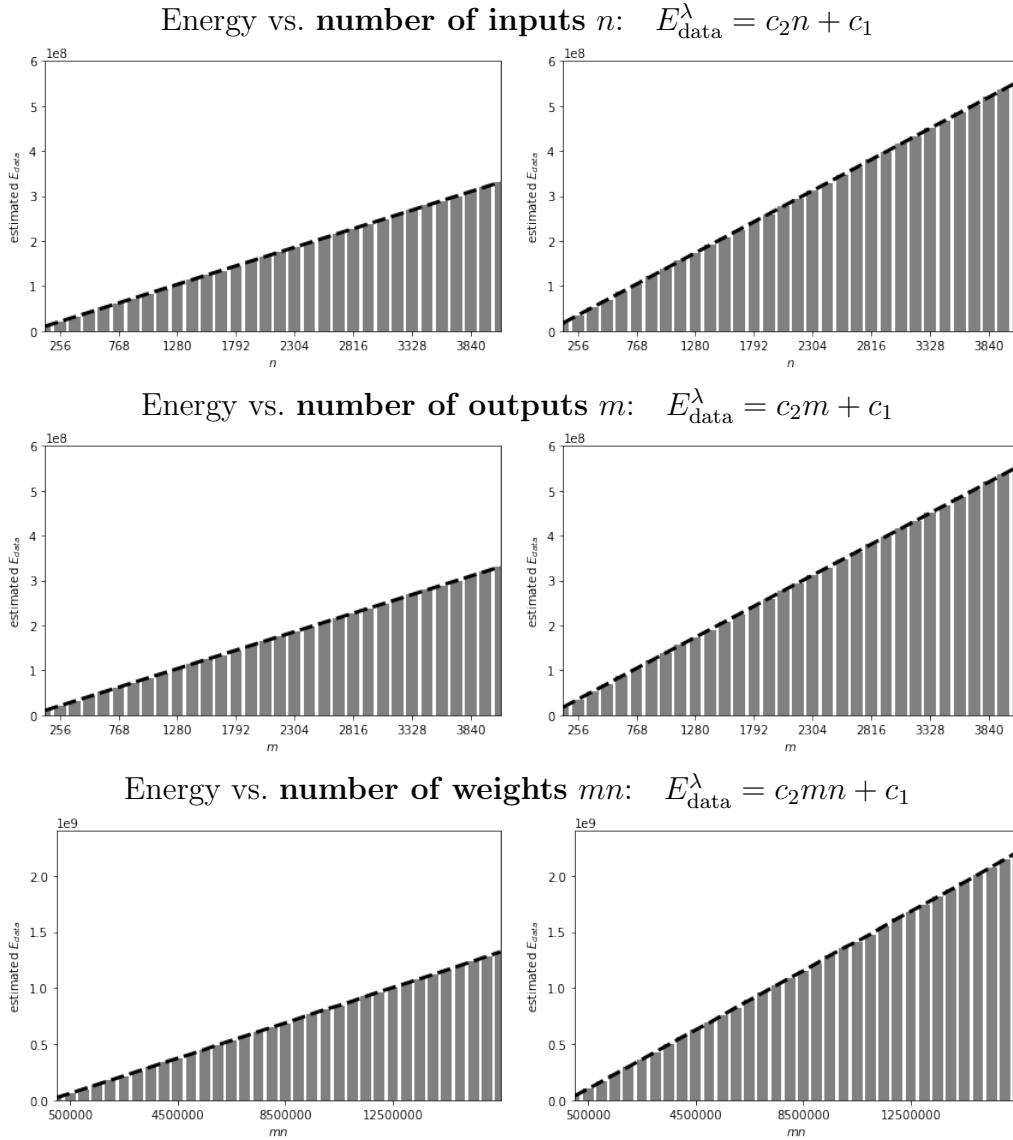 Energy vs. number of inputs n: E^λ_data = c₂n + c₁
1e8
1e8
6
5
4
3
2
1
0
estimated E_data
256 768 1280 1792 2304 2816 3328 3840
n
6
5
4
3
2
1
0
estimated E_data
256 768 1280 1792 2304 2816 3328 3840
n
Energy vs. number of outputs m: E^λ_data = c₂m + c₁
1e8
1e8
6
5
4
3
2
1
0
estimated E_data
256 768 1280 1792 2304 2816 3328 3840
m
6
5
4
3
2
1
0
estimated E_data
256 768 1280 1792 2304 2816 3328 3840
m
Energy vs. number of weights mn: E^λ_data = c₂mn + c₁
1e9
1e9
2.0
1.5
1.0
0.5
0.0
estimated E_data
500000 4500000 8500000 12500000
mn
2.0
1.5
1.0
0.5
0.0
estimated E_data
500000 4500000 8500000 12500000
mn